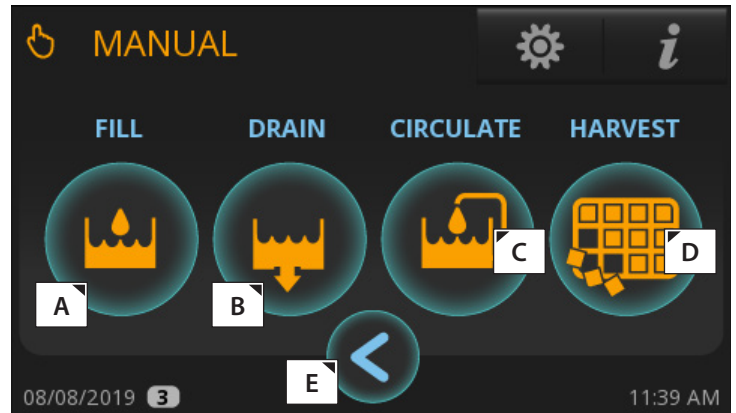 MANUAL i
FILL DRAIN CIRCULATE HARVEST
A B C D
E
08/08/2019 3 11:39 AM